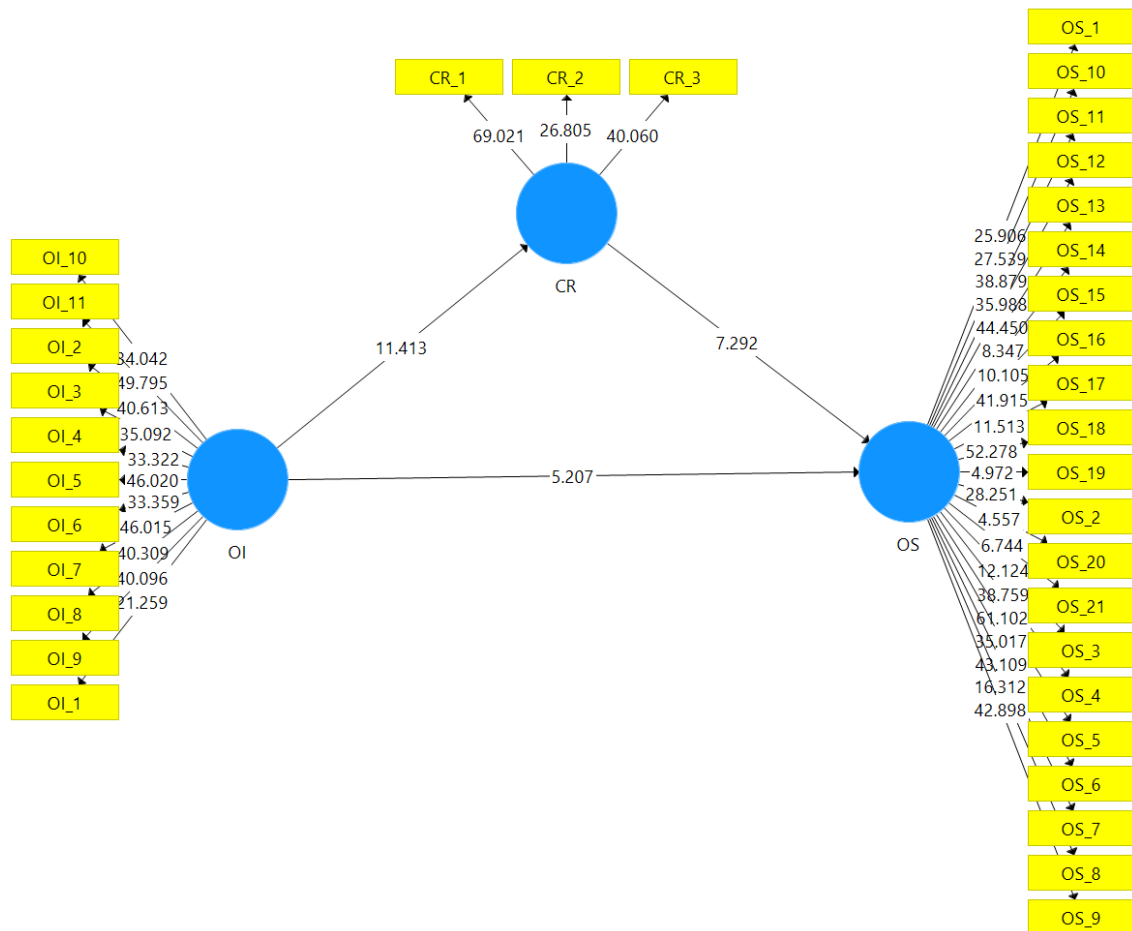 CR_1
CR_2
CR_3
69.021
26.805
40.060
CR
11.413
7.292
5.207
OI_10
OI_11
OI_2
OI_3
OI_4
OI_5
OI_6
OI_7
OI_8
OI_9
OI_1
34.042
49.795
40.613
35.092
33.322
46.020
33.359
46.015
40.309
40.096
21.259
OI
OS
25.906
27.539
38.879
35.988
44.450
8.347
10.105
41.915
11.513
52.278
4.972
28.251
4.557
6.744
12.124
38.759
61.102
35.017
43.109
16.312
42.898
OS_1
OS_10
OS_11
OS_12
OS_13
OS_14
OS_15
OS_16
OS_17
OS_18
OS_19
OS_2
OS_20
OS_21
OS_3
OS_4
OS_5
OS_6
OS_7
OS_8
OS_9